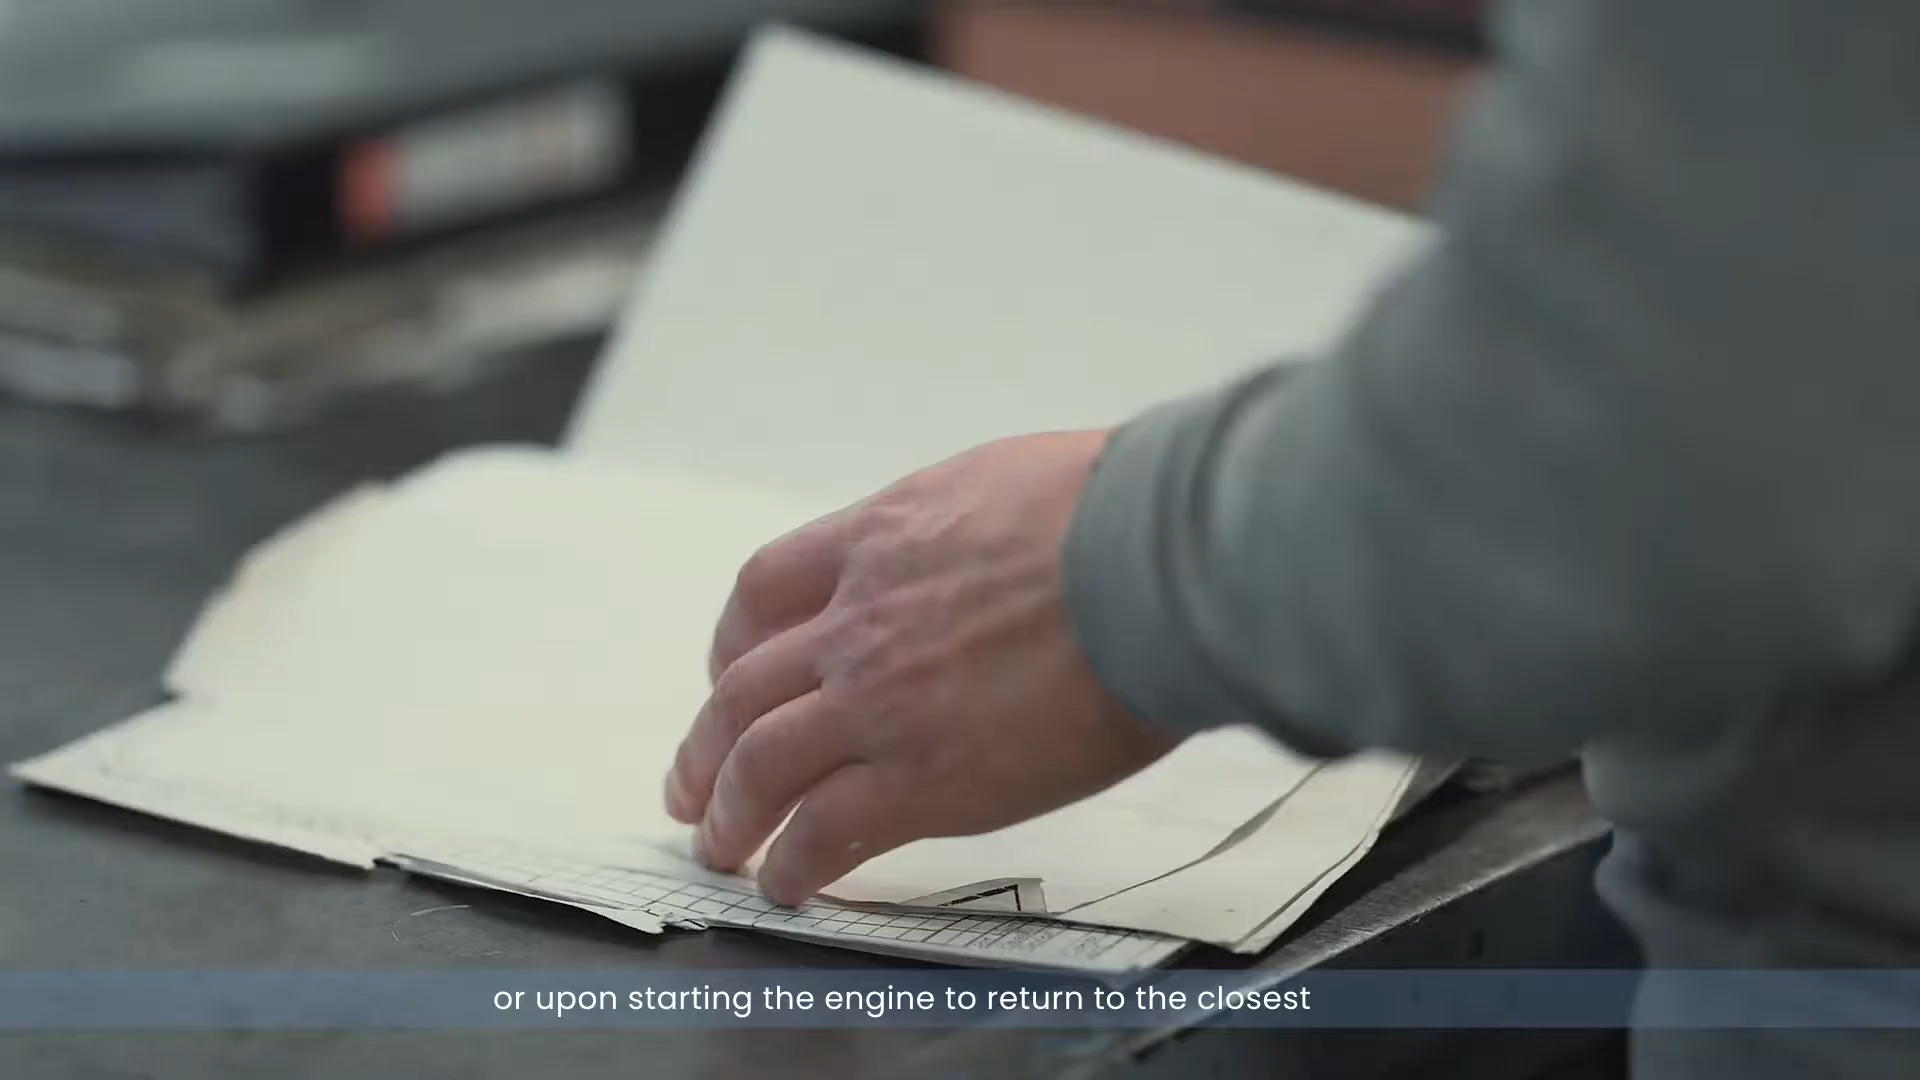 or upon starting the engine to return to the closest